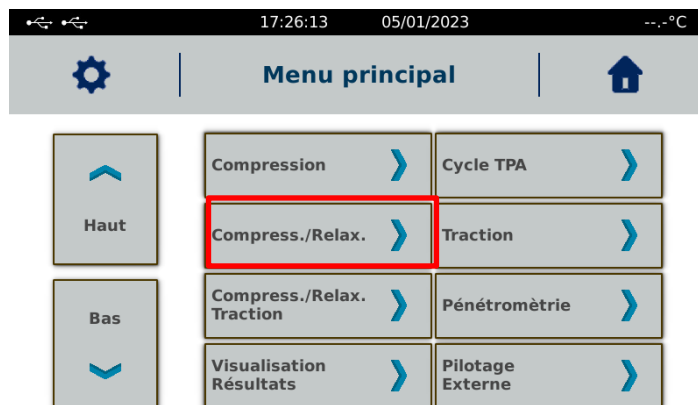 17:26:13 05/01/2023 --.-°C
Menu principal
Haut
Bas
Compression
Cycle TPA
Compress./Relax.
Traction
Compress./Relax.
Traction
Pénétromètrie
Visualisation
Résultats
Pilotage
Externe